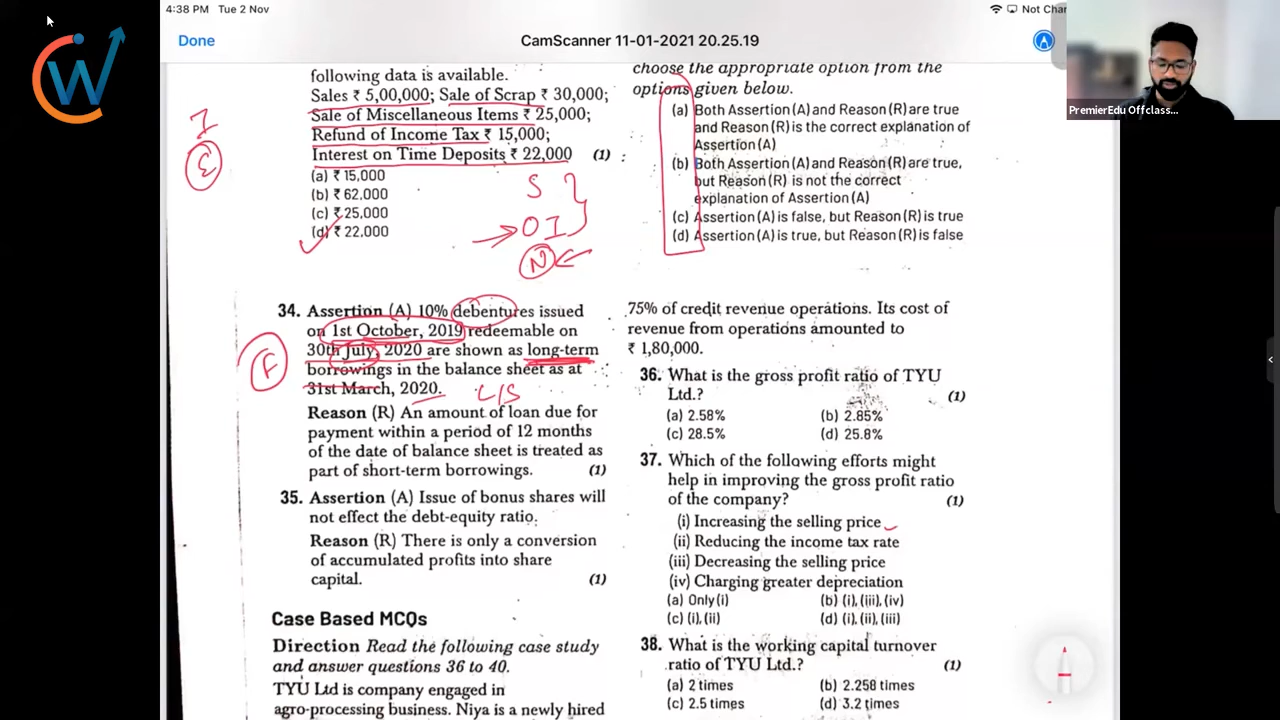 4:38 PM Tue 2 Nov
Not Char
Done
CamScanner 11-01-2021 20.25.19
W
PremierEdu Offclass...
following data is available.
Sales ₹ 5,00,000; Sale of Scrap ₹ 30,000;
Sale of Miscellaneous Items ₹ 25,000;
Refund of Income Tax ₹ 15,000;
Interest on Time Deposits ₹ 22,000 (1)
(a) ₹ 15,000
(b) ₹ 62,000
(c) ₹ 25,000
(d) ₹ 22,000
I
E
S
OI
N
choose the appropriate option from the
options given below.
(a) Both Assertion (A) and Reason (R) are true
and Reason (R) is the correct explanation of
Assertion (A)
(b) Both Assertion (A) and Reason (R) are true,
but Reason (R) is not the correct
explanation of Assertion (A)
(c) Assertion (A) is false, but Reason (R) is true
(d) Assertion (A) is true, but Reason (R) is false
34. Assertion (A) 10% debentures issued
on 1st October, 2019 redeemable on
30th July, 2020 are shown as long-term
borrowings in the balance sheet as at
31st March, 2020.
F
Reason (R) An amount of loan due for
payment within a period of 12 months
of the date of balance sheet is treated as
part of short-term borrowings. (1)
35. Assertion (A) Issue of bonus shares will
not effect the debt-equity ratio.
Reason (R) There is only a conversion
of accumulated profits into share
capital. (1)
Case Based MCQs
Direction Read the following case study
and answer questions 36 to 40.
TYU Ltd is company engaged in
agro-processing business. Niya is a newly hired
75% of credit revenue operations. Its cost of
revenue from operations amounted to
₹ 1,80,000.
36. What is the gross profit ratio of TYU
Ltd.? (1)
(a) 2.58% (b) 2.85%
(c) 28.5% (d) 25.8%
37. Which of the following efforts might
help in improving the gross profit ratio
of the company? (1)
(i) Increasing the selling price
(ii) Reducing the income tax rate
(iii) Decreasing the selling price
(iv) Charging greater depreciation
(a) Only (i) (b) (i), (iii), (iv)
(c) (i), (ii) (d) (i), (ii), (iii)
38. What is the working capital turnover
ratio of TYU Ltd.? (1)
(a) 2 times (b) 2.258 times
(c) 2.5 times (d) 3.2 times